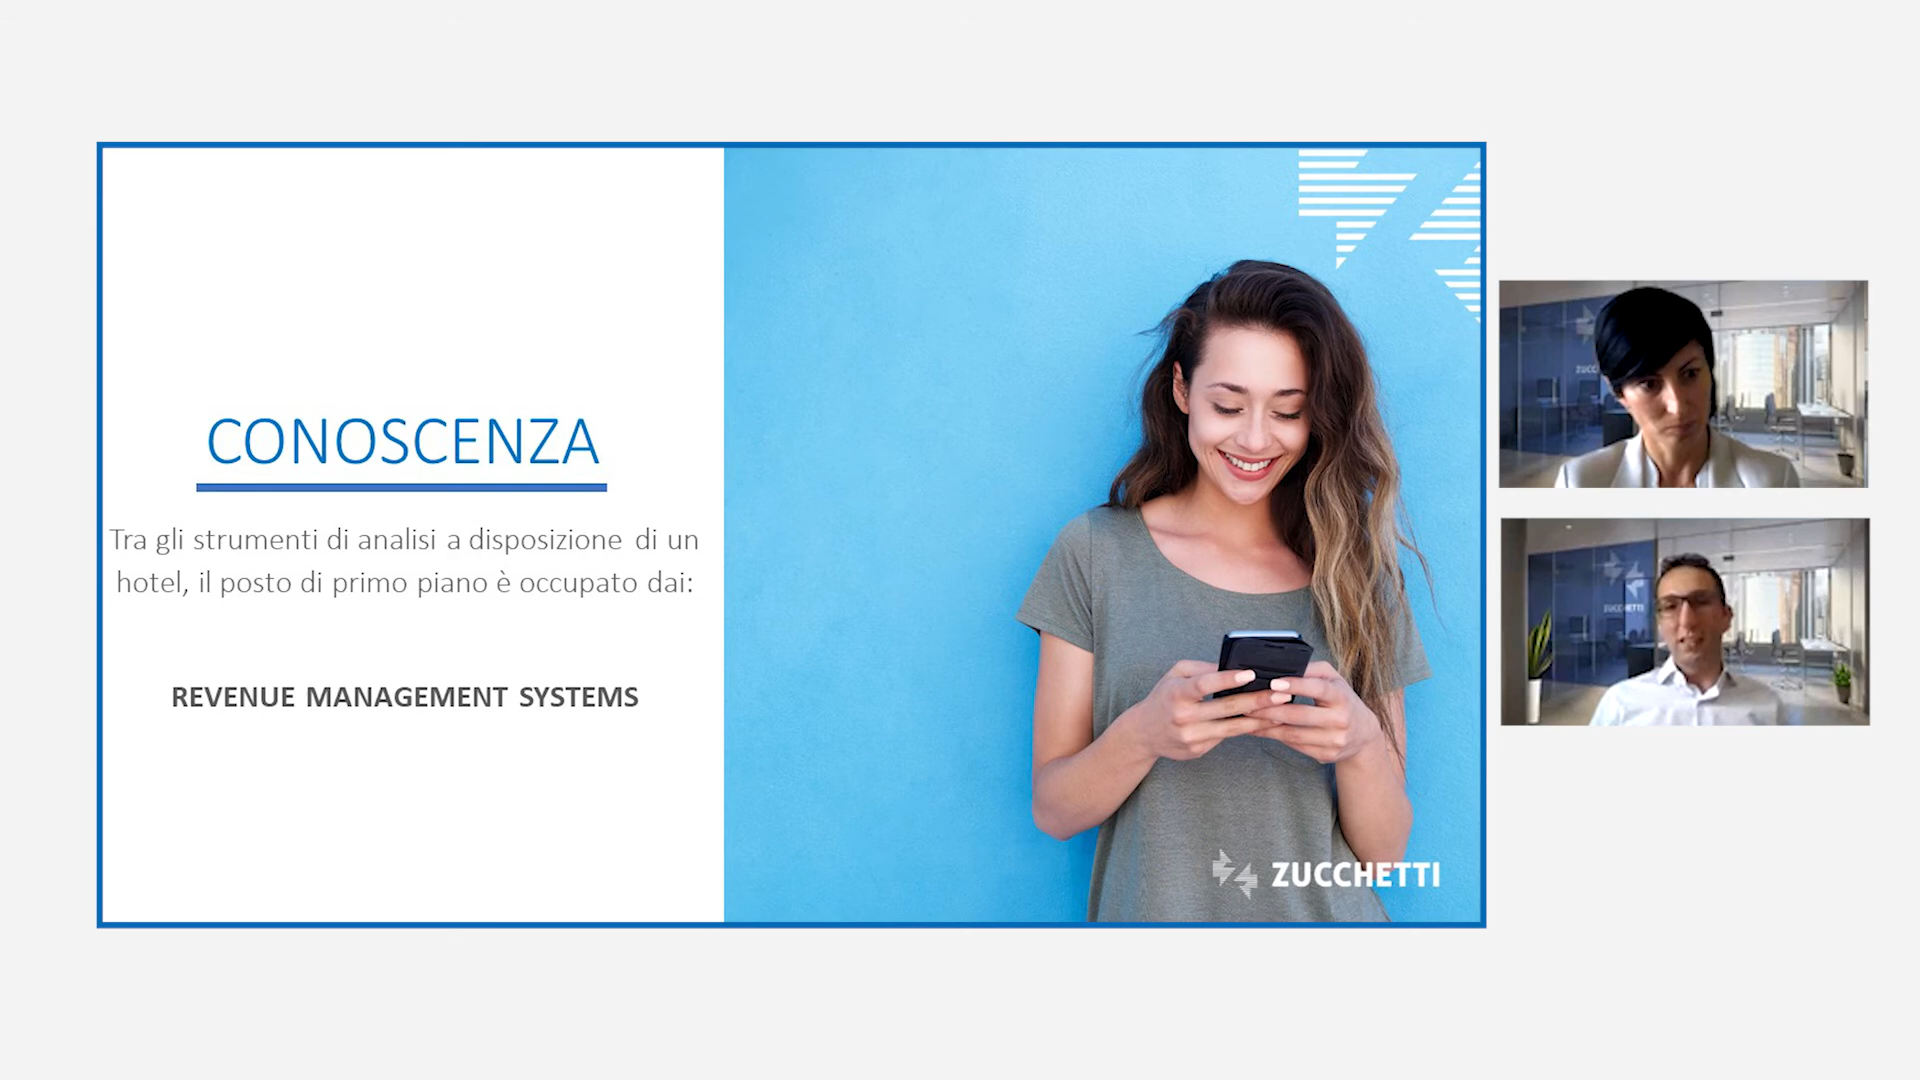 CONOSCENZA
Tra gli strumenti di analisi a disposizione di un
hotel, il posto di primo piano è occupato dai:
REVENUE MANAGEMENT SYSTEMS
ZUCCHETTI
ZUCCHETTI